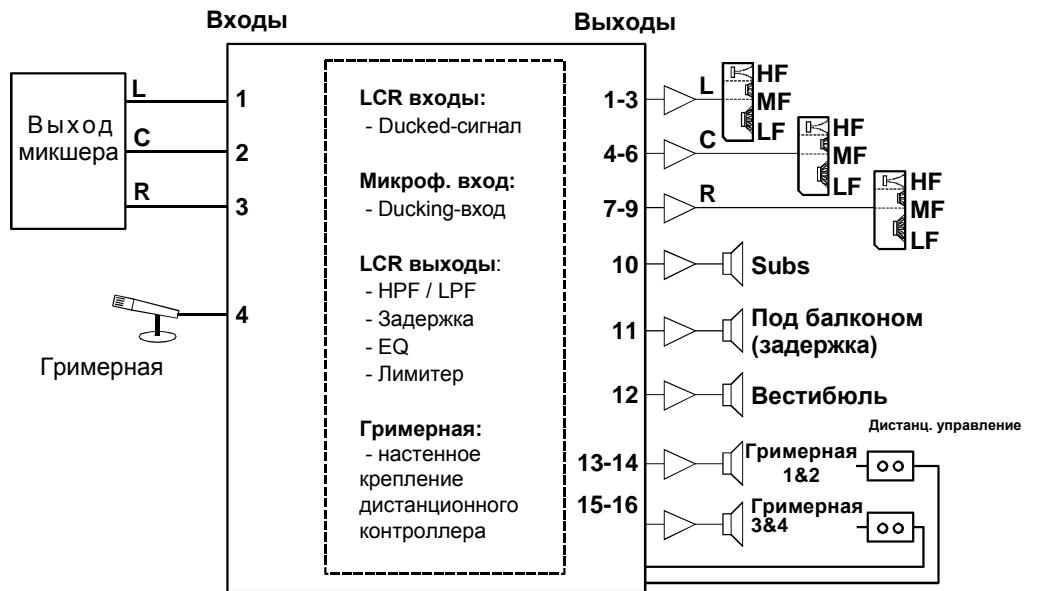 Входы
Выходы
Выход
микшера
L
C
R
1
2
3
4
Гримерная
LCR входы:
- Ducked-сигнал
Микроф. вход:
- Ducking-вход
LCR выходы:
- HPF / LPF
- Задержка
- EQ
- Лимитер
Гримерная:
- настенное
крепление
дистанционного
контроллера
1-3
L
HF
MF
LF
4-6
C
HF
MF
LF
7-9
R
HF
MF
LF
10
Subs
11
Под балконом
(задержка)
12
Вестибюль
Дистанц. управление
13-14
Гримерная
1&2
15-16
Гримерная
3&4